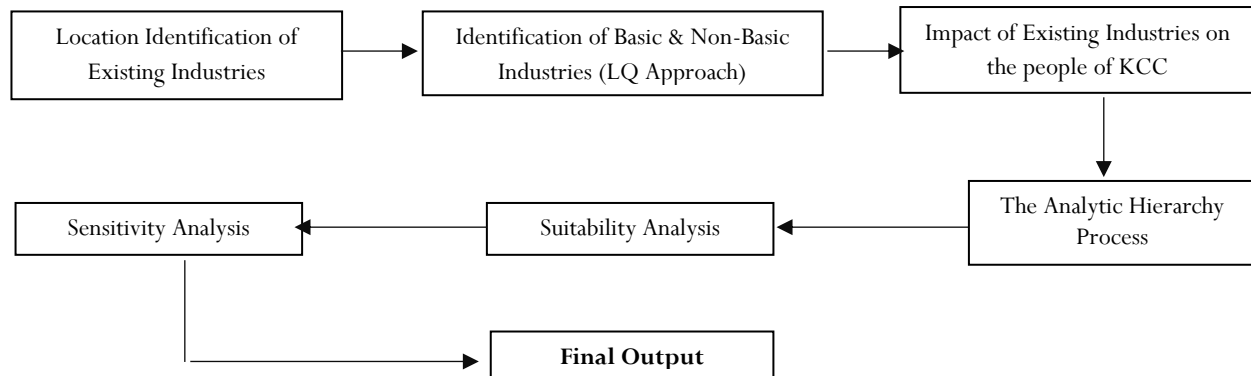 Location Identification of
Existing Industries
Identification of Basic & Non-Basic
Industries (LQ Approach)
Impact of Existing Industries on
the people of KCC
The Analytic Hierarchy
Process
Suitability Analysis
Sensitivity Analysis
Final Output